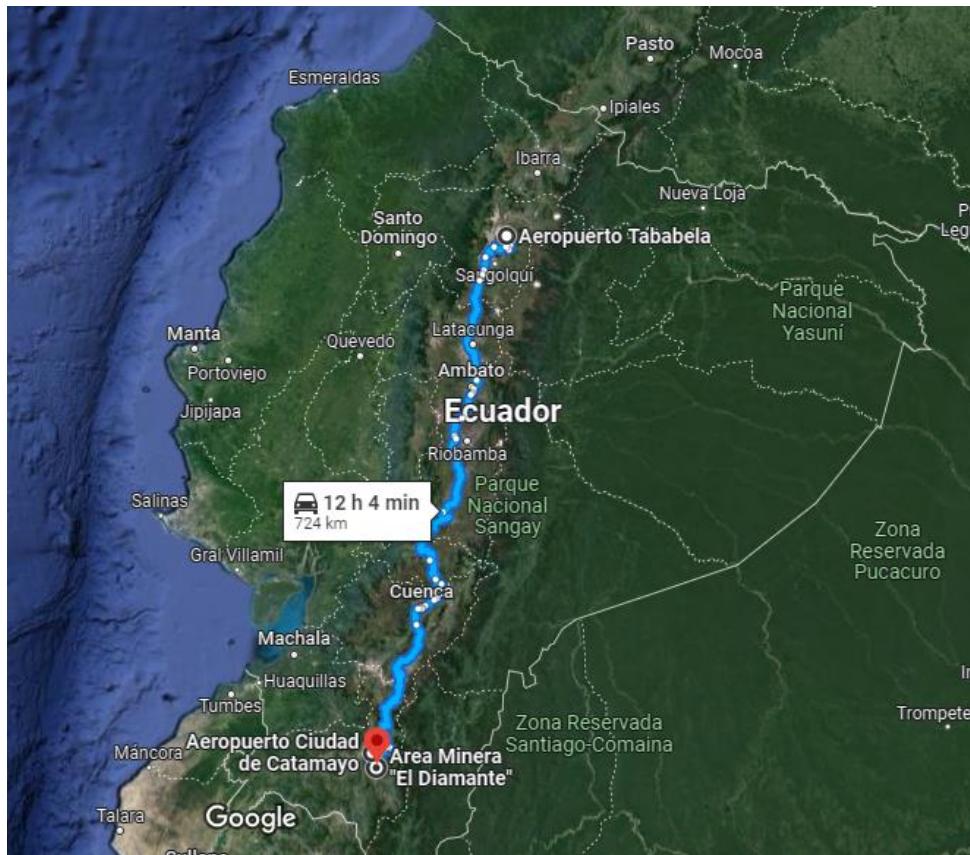 Pasto
Mocoa
Esmeraldas
Ipiales
Ibarra
Nueva Loja
Santo
Domingo
Aeropuerto Tababela
Sangolquí
Parque
Nacional
Yasuní
Manta
Latacunga
Quevedo
Portoviejo
Ambato
Jipijapa
Ecuador
Riobamba
Salinas
12 h 4 min
724 km
Parque
Nacional
Sangay
Zona
Reservada
Pucacuro
Gral Villamil
Cuenca
Machala
Huaquillas
Tumbes
Zona Reservada
Santiago-Comaina
Trompete
Máncora
Aeropuerto Ciudad
de Catamayo
Area Minera
"El Diamante"
Talara
Google